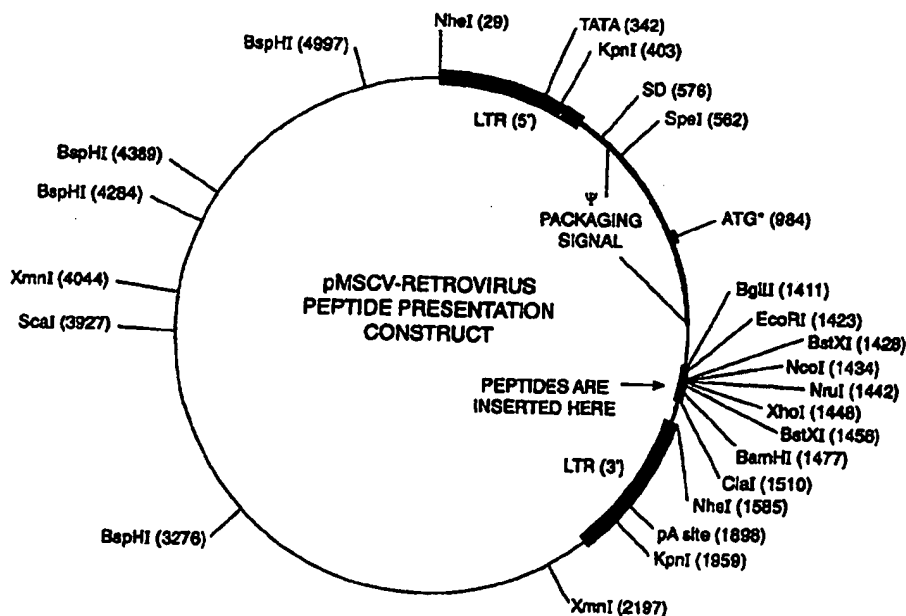 NheI (29)
TATA (342)
KpnI (403)
SD (576)
SpeI (562)
LTR (5')
Ψ
PACKAGING
SIGNAL
ATG* (984)
BglII (1411)
EcoRI (1423)
BstXI (1428)
NcoI (1434)
NruI (1442)
XhoI (1448)
BstXI (1456)
BamHI (1477)
ClaI (1510)
NheI (1585)
pA site (1898)
KpnI (1959)
XmnI (2197)
LTR (3')
PEPTIDES ARE
INSERTED HERE
pMSCV-RETROVIRUS
PEPTIDE PRESENTATION
CONSTRUCT
BspHI (3276)
ScaI (3927)
XmnI (4044)
BspHI (4284)
BspHI (4389)
BspHI (4997)